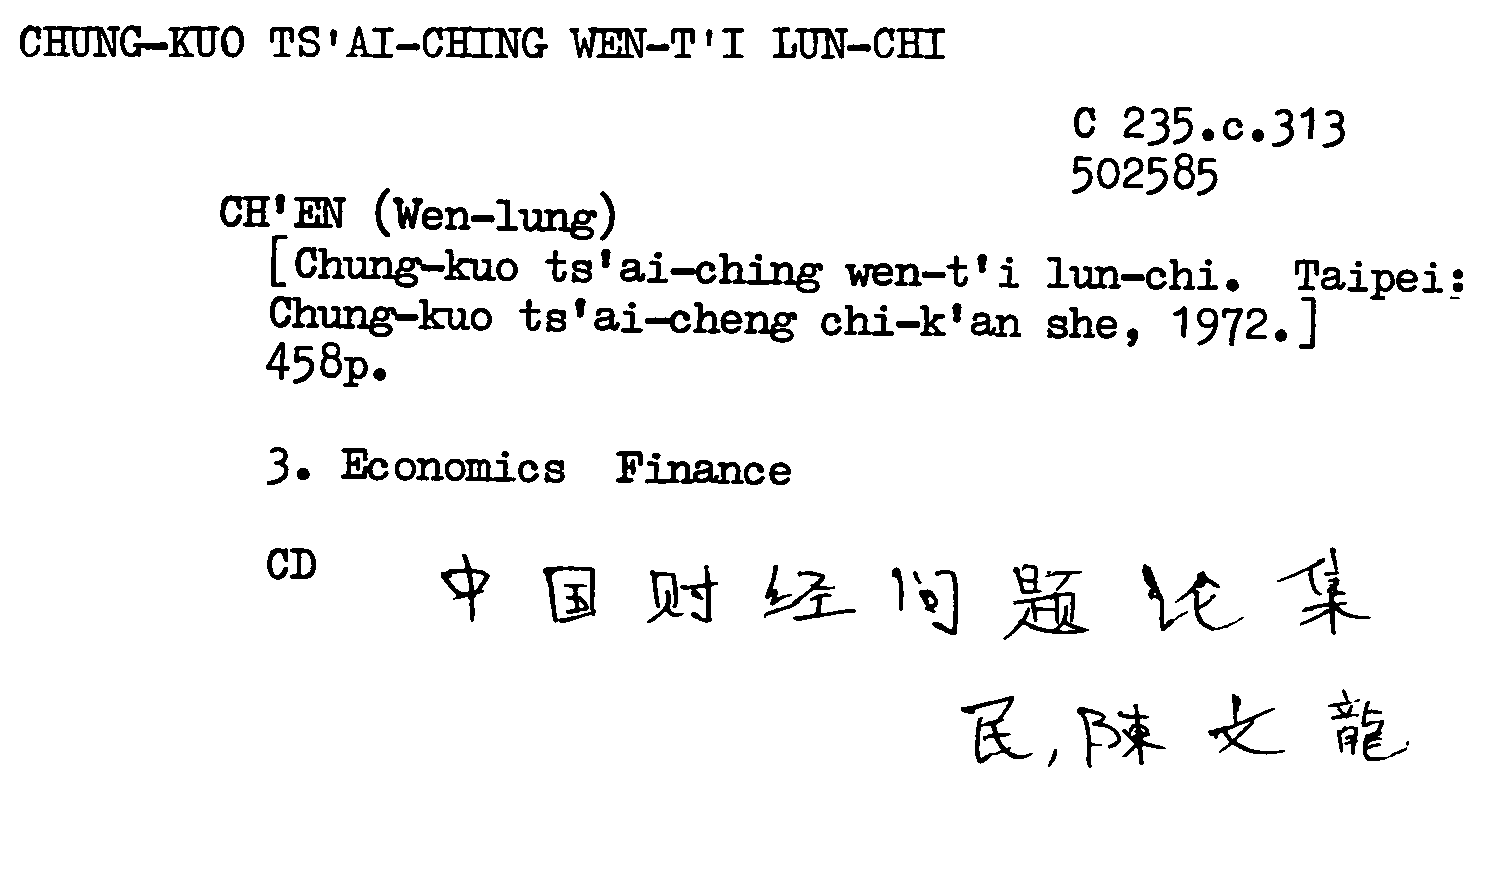 CHUNG-KUO TS'AI-CHING WEN-T'I LUN-CHI
C 235.c.313
502585
CH'EN (Wen-lung)
[Chung-kuo ts'ai-ching wen-t'i lun-chi. Taipei:
Chung-kuo ts'ai-cheng chi-k'an she, 1972.]
458p.
3. Economics Finance
CD 中国财经问题论集
民, 陳文龍